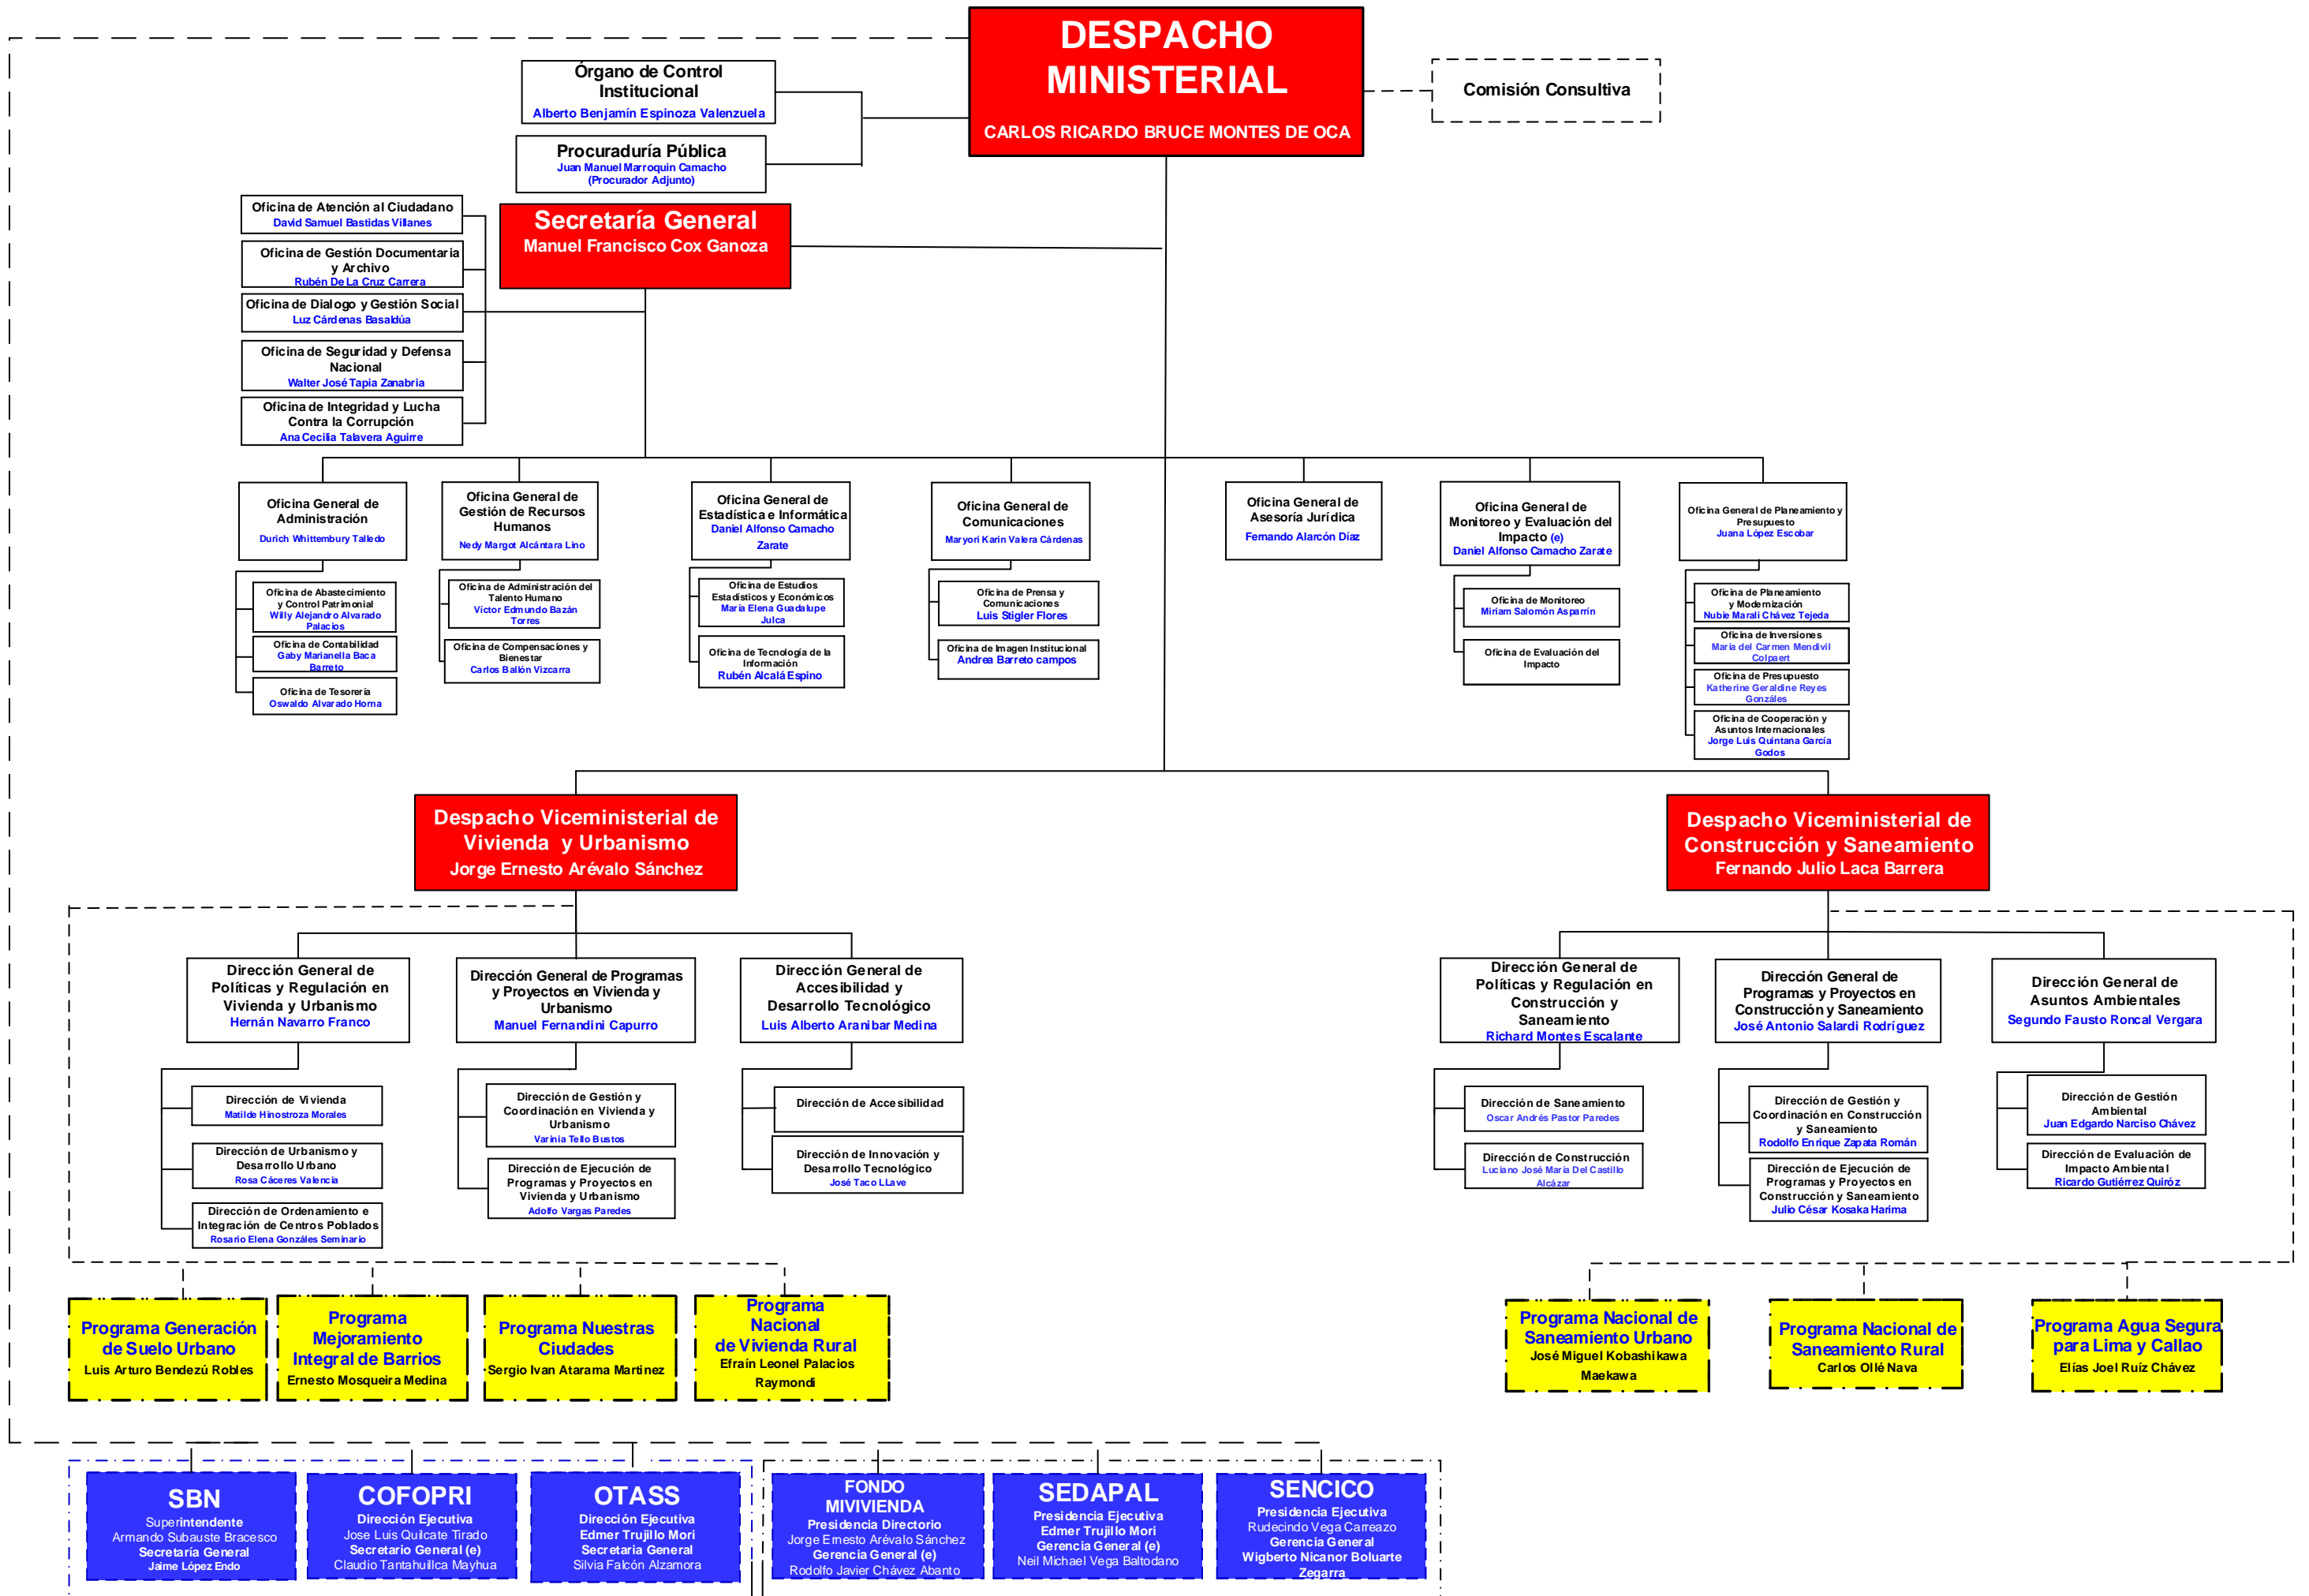 DESPACHO
MINISTERIAL
CARLOS RICARDO BRUCE MONTES DE OCA
Comisión Consultiva
Órgano de Control
Institucional
Alberto Benjamín Espinoza Valenzuela
Procuraduría Pública
Juan Manuel Marroquin Camacho
(Procurador Adjunto)
Secretaría General
Manuel Francisco Cox Ganoza
Oficina de Atención al Ciudadano
David Samuel Bastidas Villanes
Oficina de Gestión Documentaria
y Archivo
Rubén De La Cruz Carrera
Oficina de Dialogo y Gestión Social
Luz Cárdenas Basaldúa
Oficina de Seguridad y Defensa
Nacional
Walter José Tapia Zanabria
Oficina de Integridad y Lucha
Contra la Corrupción
Ana Cecilia Talavera Aguirre
Oficina General de
Administración
Durich Whittembury Talledo
Oficina de Abastecimiento
y Control Patrimonial
Willy Alejandro Alvarado
Palacios
Oficina de Contabilidad
Gaby Marianella Baca
Barreto
Oficina de Tesorería
Oswaldo Alvarado Horna
Oficina General de
Gestión de Recursos
Humanos
Nedy Margot Alcántara Lino
Oficina de Administración del
Talento Humano
Víctor Edmundo Bazán
Torres
Oficina de Compensaciones y
Bienestar
Carlos Ballón Vizcarra
Oficina General de
Estadística e Informática
Daniel Alfonso Camacho
Zarate
Oficina de Estudios
Estadísticos y Económicos
María Elena Guadalupe
Julca
Oficina de Tecnología de la
Información
Rubén Alcalá Espino
Oficina General de
Comunicaciones
Maryori Karin Valera Cárdenas
Oficina de Prensa y
Comunicaciones
Luis Stigler Flores
Oficina de Imagen Institucional
Andrea Barreto campos
Oficina General de
Asesoría Jurídica
Fernando Alarcón Díaz
Oficina General de
Monitoreo y Evaluación del
Impacto (e)
Daniel Alfonso Camacho Zarate
Oficina de Monitoreo
Miriam Salomón Asparrín
Oficina de Evaluación del
Impacto
Oficina General de Planeamiento y
Presupuesto
Juana López Escobar
Oficina de Planeamiento
y Modernización
Nubie Marali Chávez Tejeda
Oficina de Inversiones
María del Carmen Mendivil
Colpaert
Oficina de Presupuesto
Katherine Geraldine Reyes
Gonzáles
Oficina de Cooperación y
Asuntos Internacionales
Jorge Luis Quintana García
Godos
Despacho Viceministerial de
Vivienda y Urbanismo
Jorge Ernesto Arévalo Sánchez
Despacho Viceministerial de
Construcción y Saneamiento
Fernando Julio Laca Barrera
Dirección General de
Políticas y Regulación en
Vivienda y Urbanismo
Hernán Navarro Franco
Dirección de Vivienda
Matilde Hinostroza Morales
Dirección de Urbanismo y
Desarrollo Urbano
Rosa Cáceres Valencia
Dirección de Ordenamiento e
Integración de Centros Poblados
Rosario Elena Gonzáles Seminario
Dirección General de Programas
y Proyectos en Vivienda y
Urbanismo
Manuel Fernandini Capurro
Dirección de Gestión y
Coordinación en Vivienda y
Urbanismo
Varinia Tello Bustos
Dirección de Ejecución de
Programas y Proyectos en
Vivienda y Urbanismo
Adolfo Vargas Paredes
Dirección General de
Accesibilidad y
Desarrollo Tecnológico
Luis Alberto Aranibar Medina
Dirección de Accesibilidad
Dirección de Innovación y
Desarrollo Tecnológico
José Taco LLave
Dirección General de
Políticas y Regulación en
Construcción y
Saneamiento
Richard Montes Escalante
Dirección de Saneamiento
Oscar Andrés Pastor Paredes
Dirección de Construcción
Luciano José María Del Castillo
Alcázar
Dirección General de
Programas y Proyectos en
Construcción y Saneamiento
José Antonio Salardi Rodríguez
Dirección de Gestión y
Coordinación en Construcción
y Saneamiento
Rodolfo Enrique Zapata Román
Dirección de Ejecución de
Programas y Proyectos en
Construcción y Saneamiento
Julio César Kosaka Harima
Dirección General de
Asuntos Ambientales
Segundo Fausto Roncal Vergara
Dirección de Gestión
Ambiental
Juan Edgardo Narciso Chávez
Dirección de Evaluación de
Impacto Ambiental
Ricardo Gutiérrez Quiróz
Programa Generación
de Suelo Urbano
Luis Arturo Bendezú Robles
Programa
Mejoramiento
Integral de Barrios
Ernesto Mosqueira Medina
Programa Nuestras
Ciudades
Sergio Ivan Atarama Martinez
Programa
Nacional
de Vivienda Rural
Efraín Leonel Palacios
Raymondi
Programa Nacional de
Saneamiento Urbano
José Miguel Kobashikawa
Maekawa
Programa Nacional de
Saneamiento Rural
Carlos Ollé Nava
Programa Agua Segura
para Lima y Callao
Elías Joel Ruíz Chávez
SBN
Superintendente
Armando Subauste Bracesco
Secretaría General
Jaime López Endo
COFOPRI
Dirección Ejecutiva
Jose Luis Quilcate Tirado
Secretario General (e)
Claudio Tantahuillca Mayhua
OTASS
Dirección Ejecutiva
Edmer Trujillo Mori
Secretaria General
Silvia Falcón Alzamora
FONDO
MIVIVIENDA
Presidencia Directorio
Jorge Ernesto Arévalo Sánchez
Gerencia General (e)
Rodolfo Javier Chávez Abanto
SEDAPAL
Presidencia Ejecutiva
Edmer Trujillo Mori
Gerencia General (e)
Neil Michael Vega Baltodano
SENCICO
Presidencia Ejecutiva
Rudecindo Vega Carreazo
Gerencia General
Wigberto Nicanor Boluarte
Zegarra